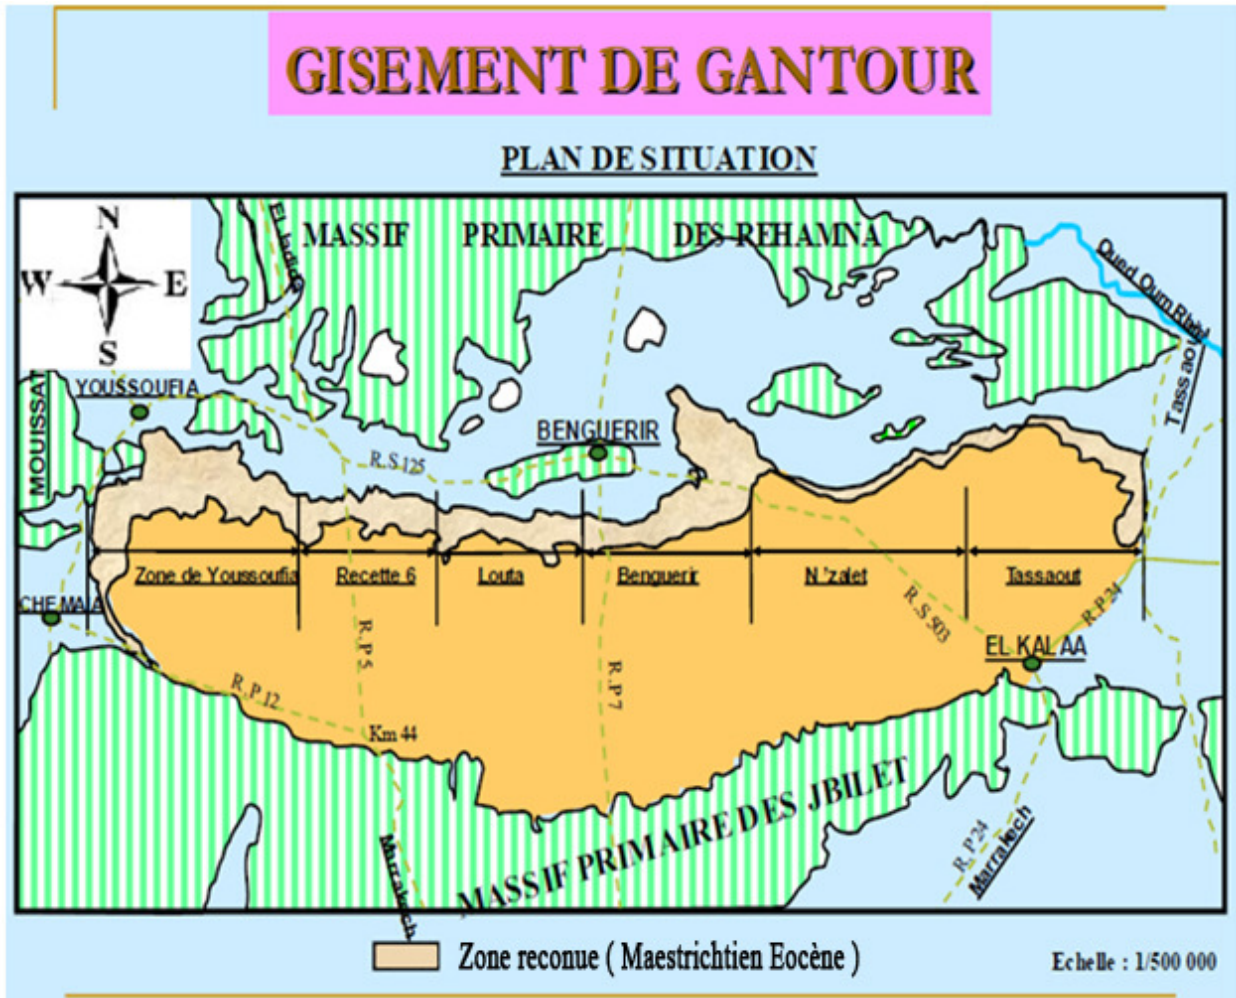 GISEMENT DE GANTOUR
PLAN DE SITUATION
N
W E
S
El Jadida
MASSIF PRIMAIRE DES REHAMNA
Oued Oum Rbia
Tassaout
MOUISSAT
YOUSSOUFIA
BENGUERIR
R.S 125
Zone de Youssoufia
Recette 6
Louta
Benguerir
N'zalet
Tassaout
CHEMAIA
R.P 5
R.P 7
R.S 503
R.P 24
EL KALAA
R.P 12
Km 44
MASSIF PRIMAIRE DES JBILET
Marrakech
R.P 24
Marrakech
Zone reconue ( Maestrichtien Eocène )
Echelle : 1/500 000